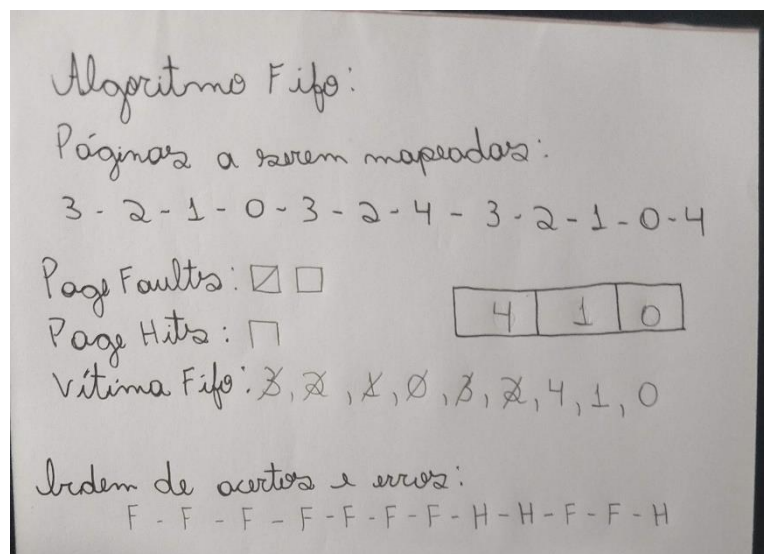 Algoritmo Fifo:
Páginas a serem mapeadas:
3 - 2 - 1 - 0 - 3 - 2 - 4 - 3 - 2 - 1 - 0 - 4
Page Faults:
4 1 0
Page Hits:
Vítima Fifo: 3, 2, 1, 0, 3, 2, 4, 1, 0
Ordem de acertos e erros:
F - F - F - F - F - F - F - H - H - F - F - H